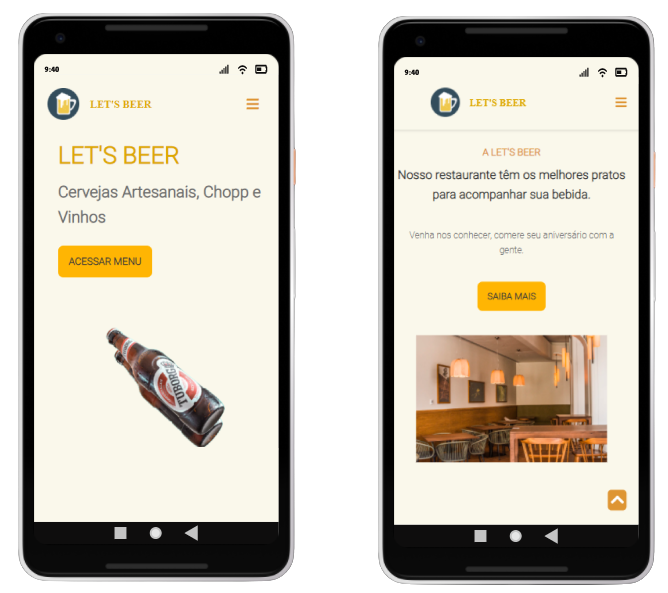 9:40
LET'S BEER
LET'S BEER
Cervejas Artesanais, Chopp e
Vinhos
ACESSAR MENU
TUBORG
9:40
LET'S BEER
A LET'S BEER
Nosso restaurante têm os melhores pratos
para acompanhar sua bebida.
Venha nos conhecer, comere seu aniversário com a
gente.
SAIBA MAIS